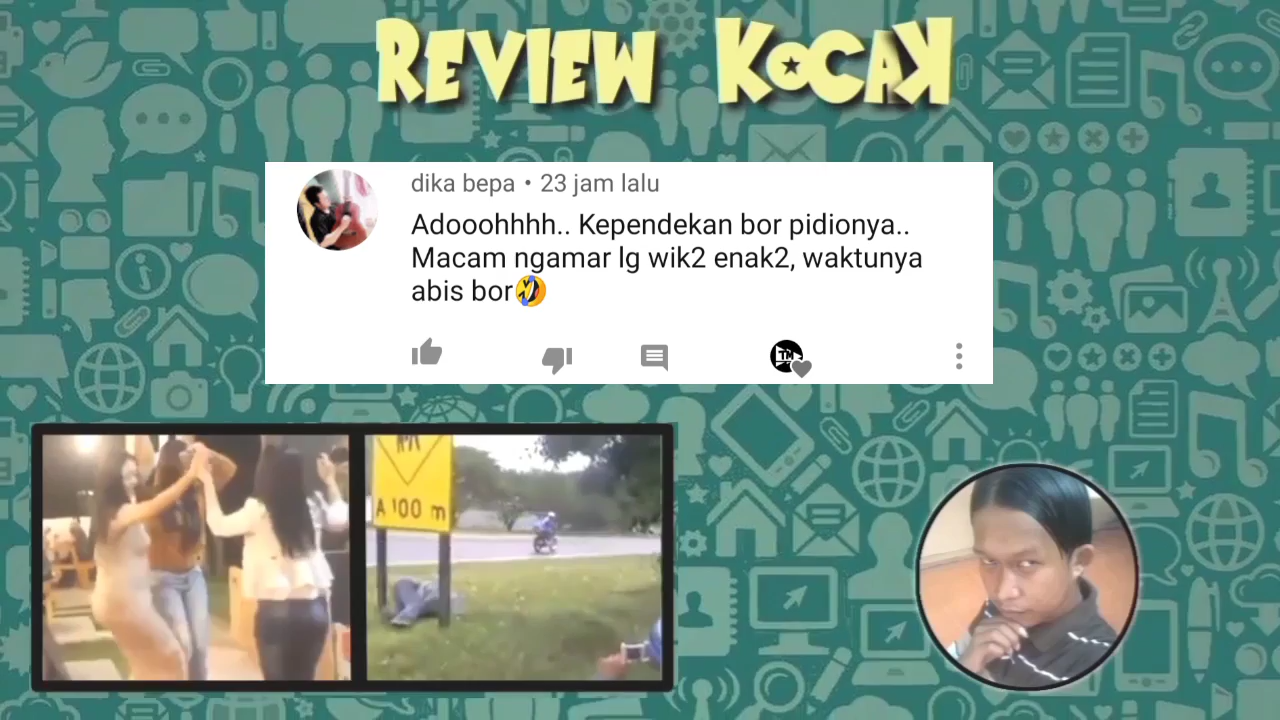 REVIEW KOCAK
dika bepa • 23 jam lalu
Adooohhhh.. Kependekan bor pidionya..
Macam ngamar lg wik2 enak2, waktunya
abis bor🤣
A 100 m